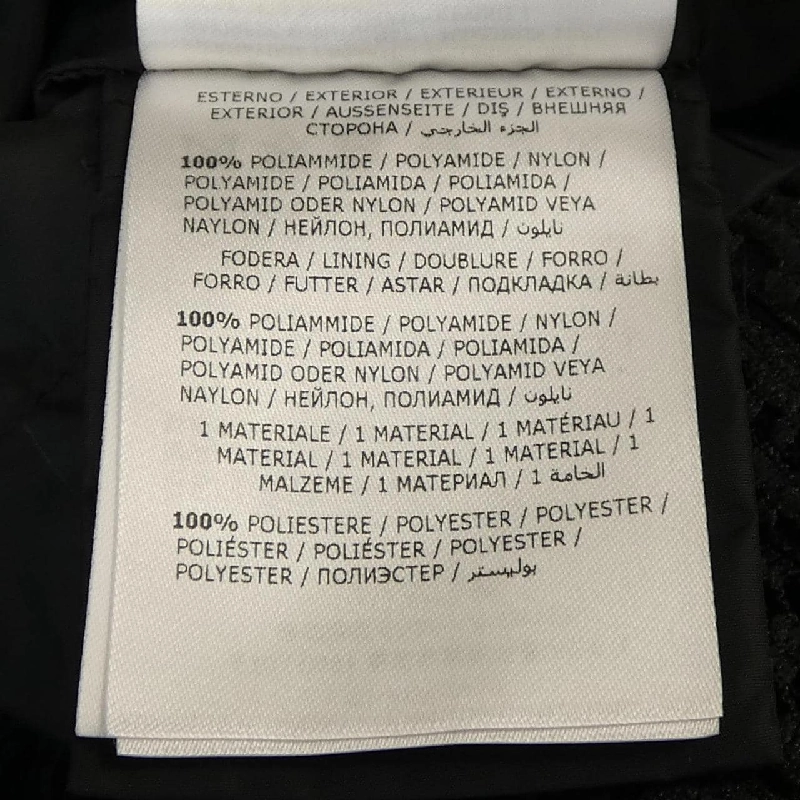 ESTERNO / EXTERIOR / EXTERIEUR / EXTERNO /
EXTERIOR / AUSSENSEITE / DIŞ / ВНЕШНЯЯ
СТОРОНА / الجزء الخارجي
100% POLIAMMIDE / POLYAMIDE / NYLON /
POLYAMIDE / POLIAMIDA / POLIAMIDA /
POLYAMID ODER NYLON / POLYAMID VEYA
NAYLON / НЕЙЛОН, ПОЛИАМИД / نايلون
FODERA / LINING / DOUBLURE / FORRO /
FORRO / FUTTER / ASTAR / ПОДКЛАДКА / بطانة
100% POLIAMMIDE / POLYAMIDE / NYLON /
POLYAMIDE / POLIAMIDA / POLIAMIDA /
POLYAMID ODER NYLON / POLYAMID VEYA
NAYLON / НЕЙЛОН, ПОЛИАМИД / نايلون
1 MATERIALE / 1 MATERIAL / 1 MATÉRIAU / 1
MATERIAL / 1 MATERIAL / 1 MATERIAL / 1
MALZEME / 1 МАТЕРИАЛ / 1 الخامة
100% POLIESTERE / POLYESTER / POLYESTER /
POLIÉSTER / POLIÉSTER / POLYESTER /
POLYESTER / ПОЛИЭСТЕР / بوليستر